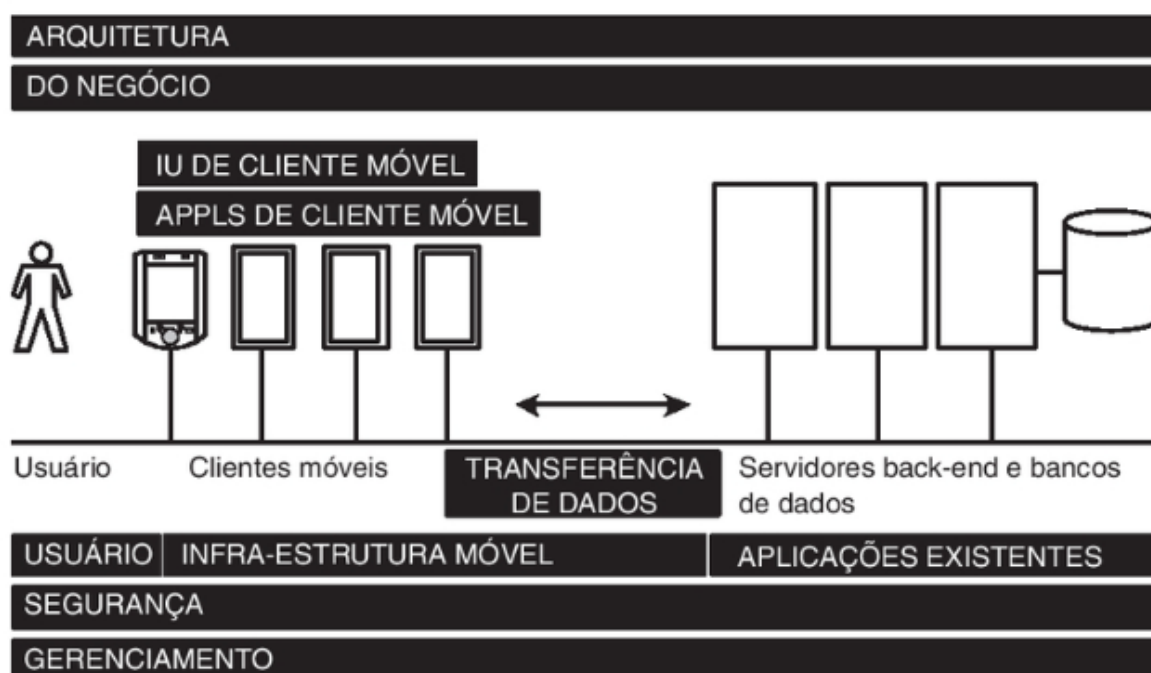 ARQUITETURA
DO NEGÓCIO
IU DE CLIENTE MÓVEL
APPLS DE CLIENTE MÓVEL
Usuário
Clientes móveis
TRANSFERÊNCIA
DE DADOS
Servidores back-end e bancos
de dados
USUÁRIO
INFRA-ESTRUTURA MÓVEL
APLICAÇÕES EXISTENTES
SEGURANÇA
GERENCIAMENTO